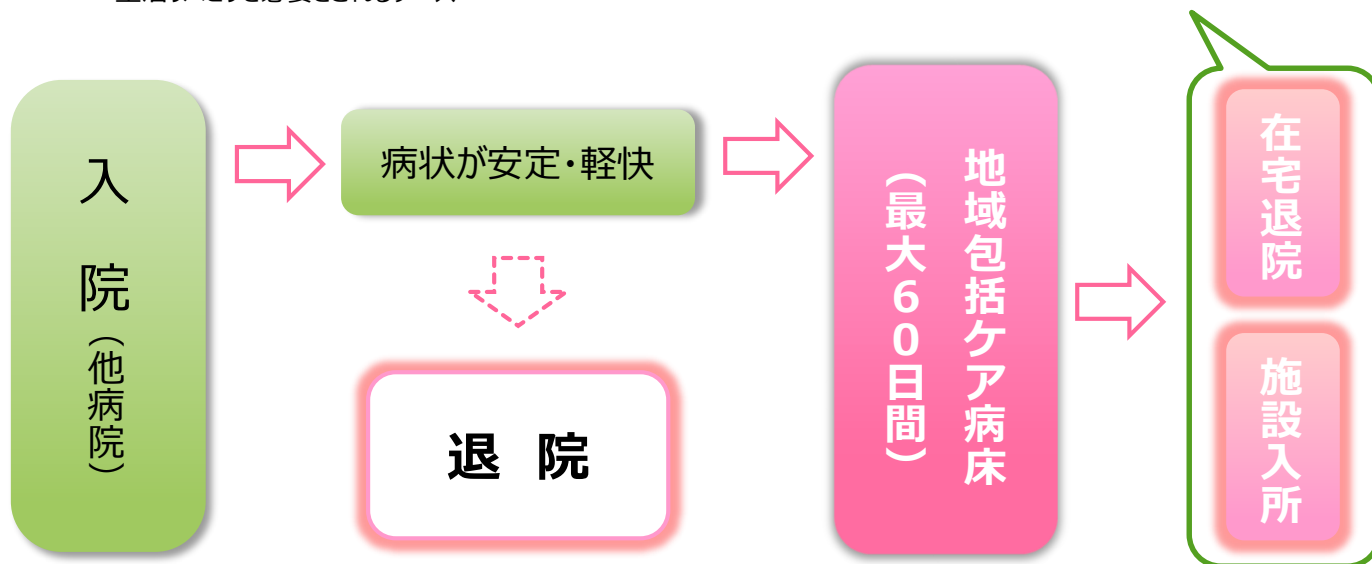 入院（他病院）
病状が安定・軽快
退 院
地域包括ケア病床
（最大６０日間）
在宅退院
施設入所